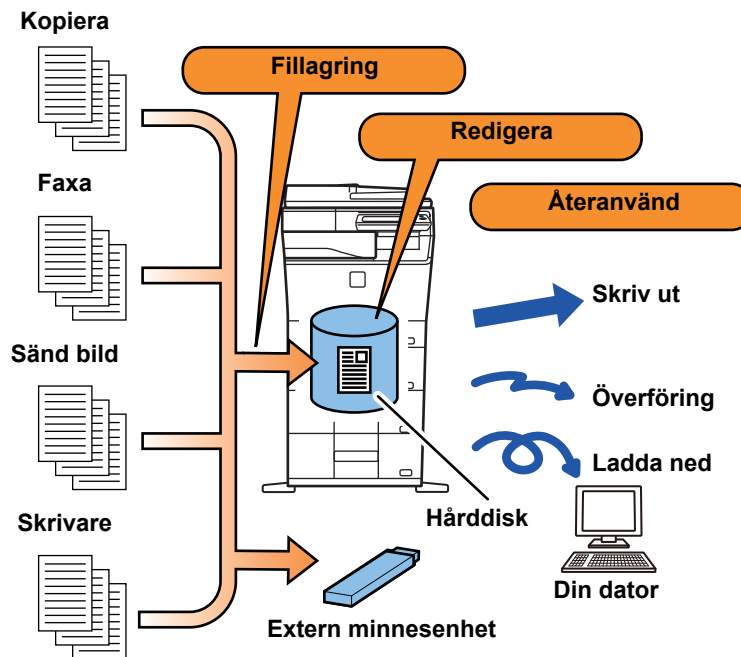 Kopiera
Fillagring
Redigera
Faxa
Återanvänd
Skriv ut
Sänd bild
Överföring
Ladda ned
Skrivare
Hårddisk
Din dator
Extern minnesenhet